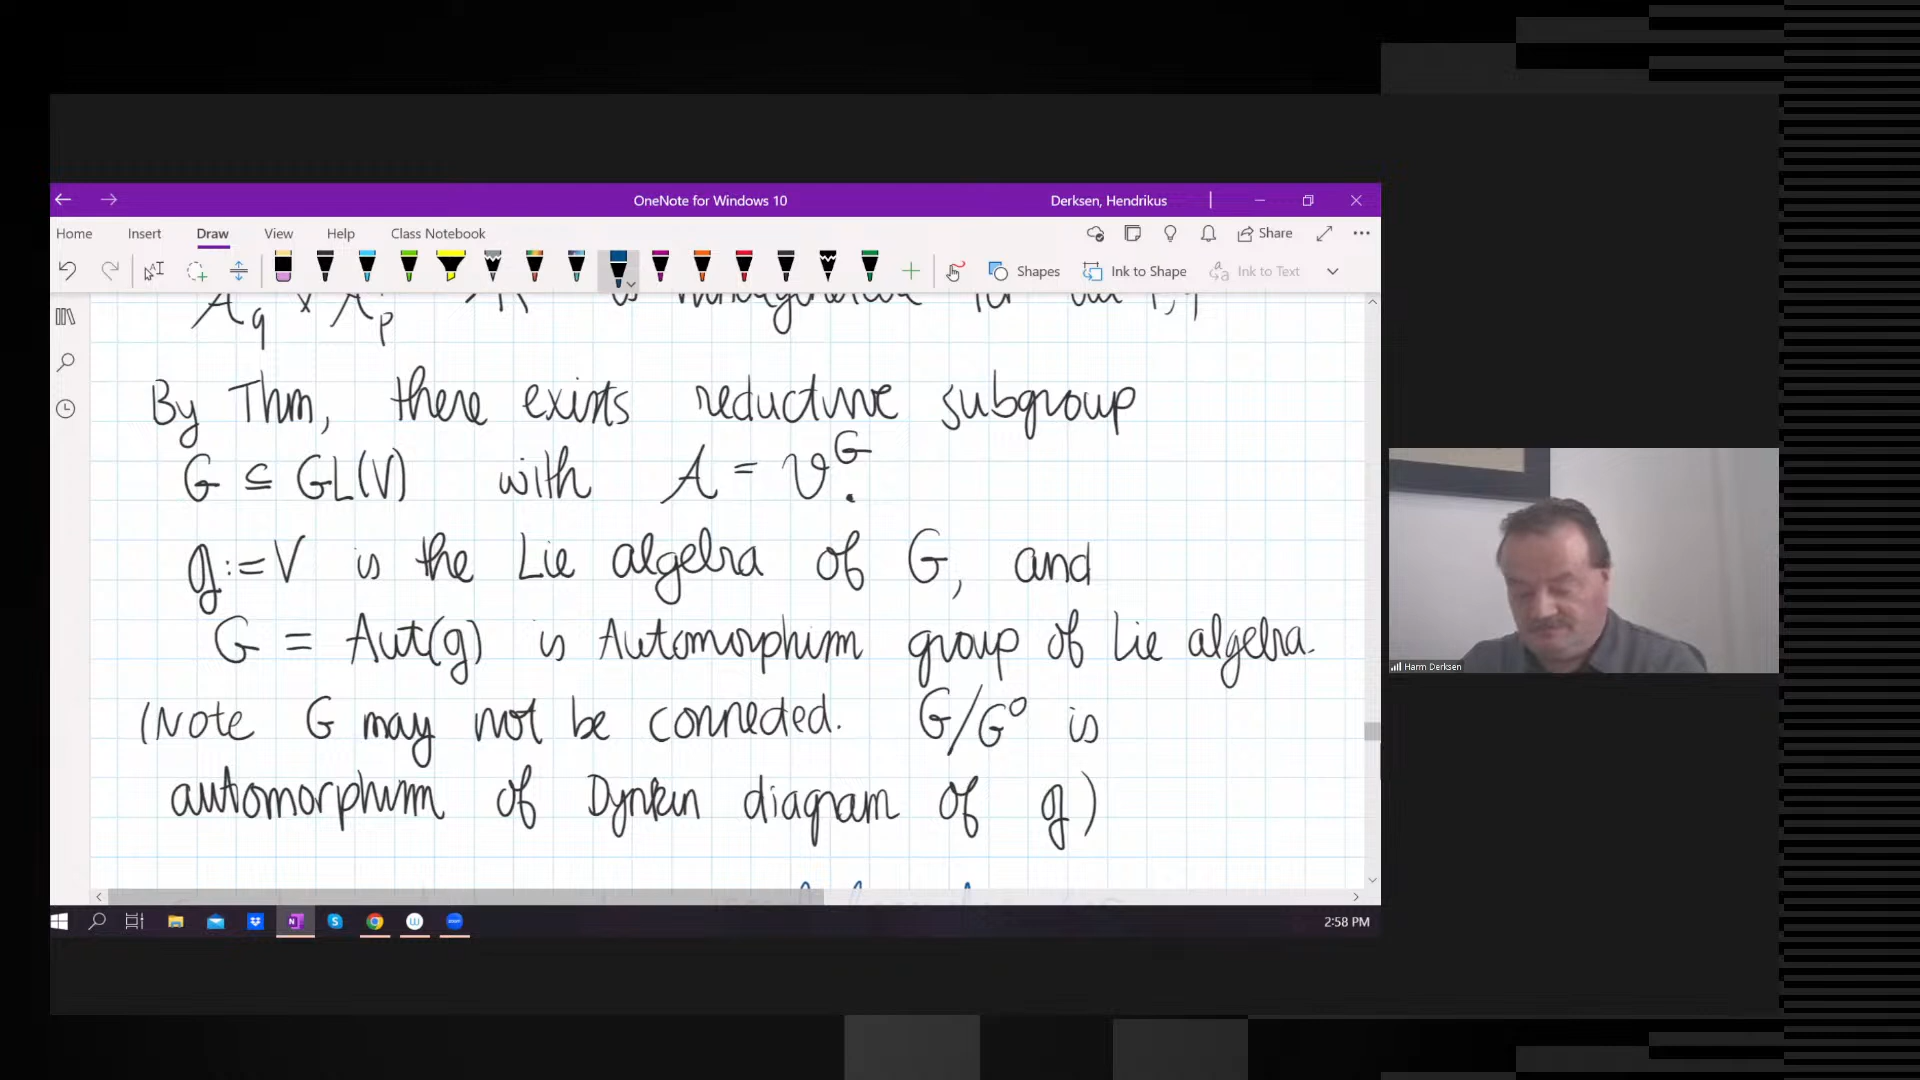 OneNote for Windows 10
Derksen, Hendrikus
Home Insert Draw View Help Class Notebook
Share
Shapes Ink to Shape Ink to Text
By Thm, there exists reductive subgroup
G ⊆ GL(V) with A = V^G.
g := V is the Lie algebra of G, and
G = Aut(g) is Automorphism group of Lie algebra.
(Note G may not be connected. G/G° is
automorphism of Dynkin diagram of g)
Harm Derksen
2:58 PM